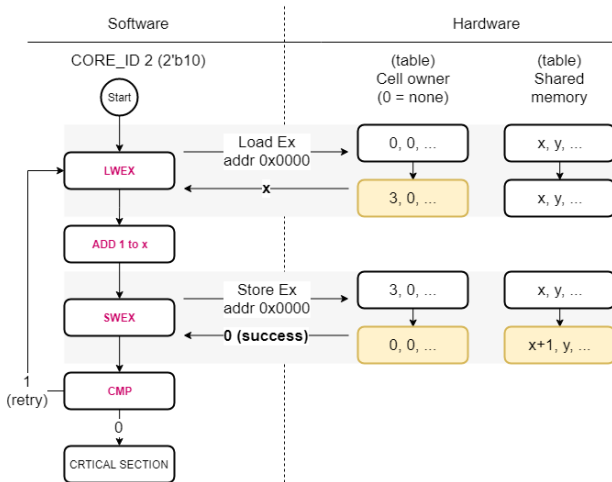 Software
Hardware
CORE_ID 2 (2'b10)
(table)
Cell owner
(0 = none)
(table)
Shared
memory
Start
Load Ex
addr 0x0000
0, 0, ...
x, y, ...
LWEX
x
3, 0, ...
x, y, ...
ADD 1 to x
Store Ex
addr 0x0000
3, 0, ...
x, y, ...
SWEX
0 (success)
0, 0, ...
x+1, y, ...
1
(retry)
CMP
0
CRTICAL SECTION